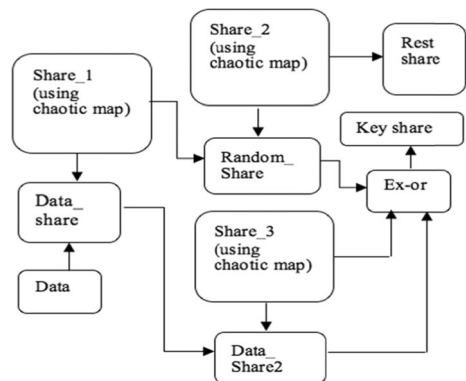 Share_1
(using
chaotic map)
Share_2
(using
chaotic map)
Rest
share
Key share
Random_
Share
Ex-or
Data_
share
Share_3
(using
chaotic map)
Data
Data_
Share2